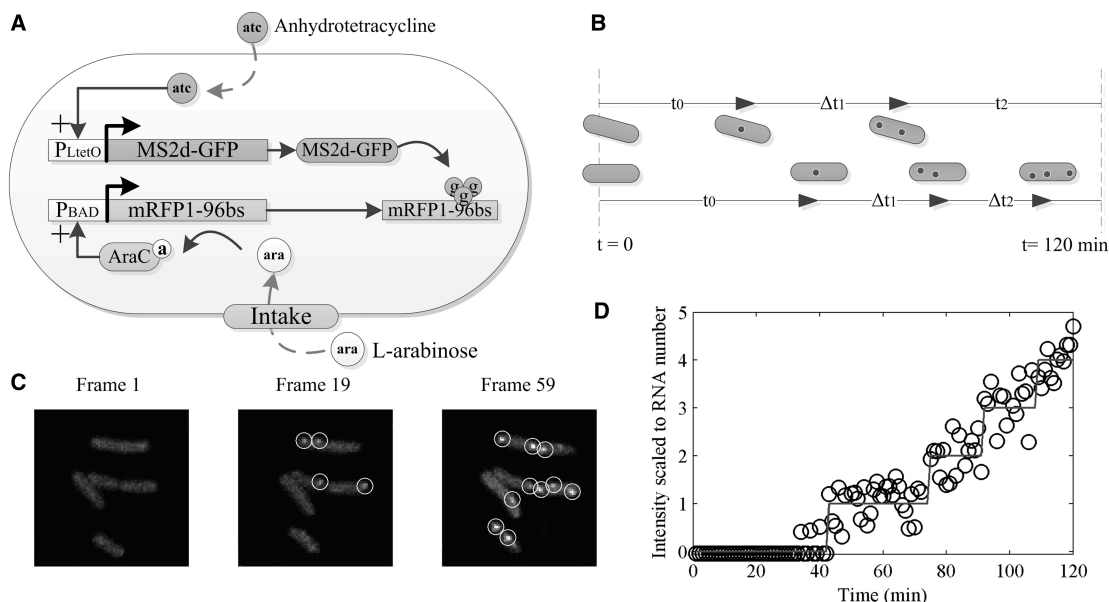 A
atc Anhydrotetracycline
atc
+
PLtetO MS2d-GFP MS2d-GFP
g g
g
PBAD mRFP1-96bs mRFP1-96bs
+
AraC a ara
Intake
ara L-arabinose
B
t0 Δt1 t2
t0 Δt1 Δt2
t = 0 t= 120 min
C
Frame 1 Frame 19 Frame 59
D
Intensity scaled to RNA number
5
4
3
2
1
0
0 20 40 60 80 100 120
Time (min)